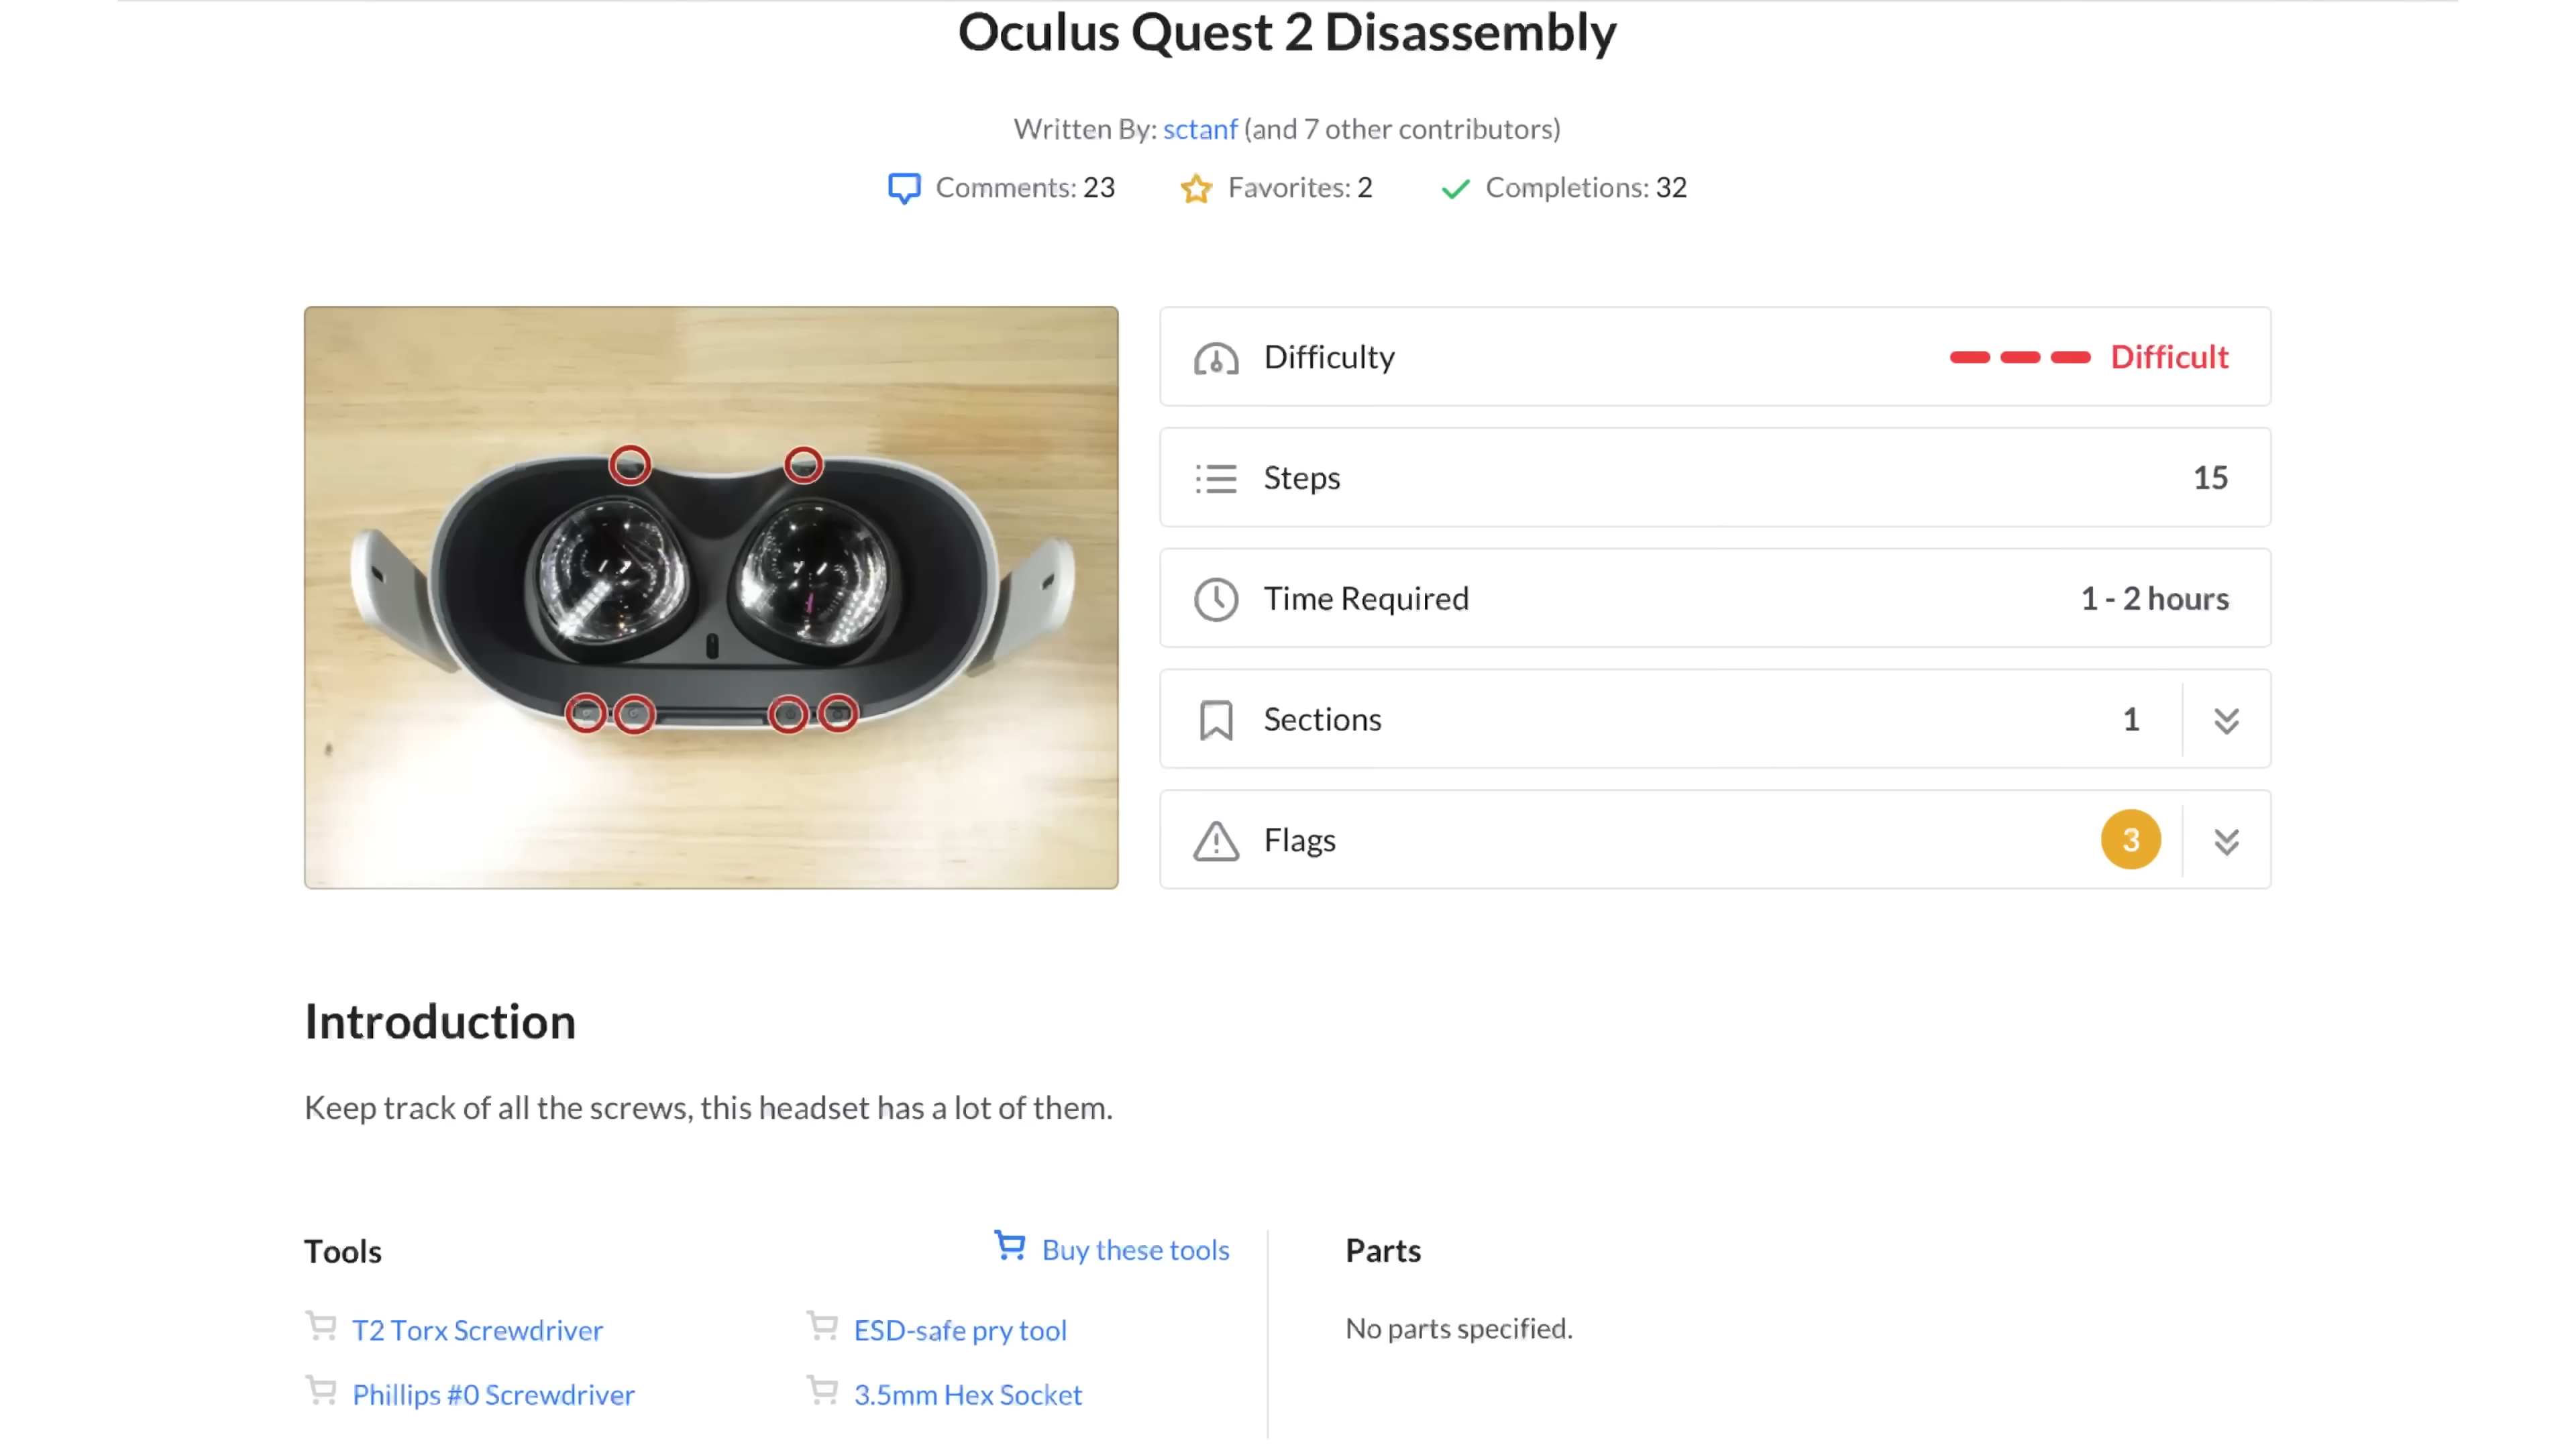 Oculus Quest 2 Disassembly
Written By: sctanf (and 7 other contributors)
Comments: 23 Favorites: 2 Completions: 32
Difficulty Difficult
Steps 15
Time Required 1 - 2 hours
Sections 1
Flags 3
Introduction
Keep track of all the screws, this headset has a lot of them.
Tools Buy these tools
T2 Torx Screwdriver ESD-safe pry tool
Phillips #0 Screwdriver 3.5mm Hex Socket
Parts
No parts specified.